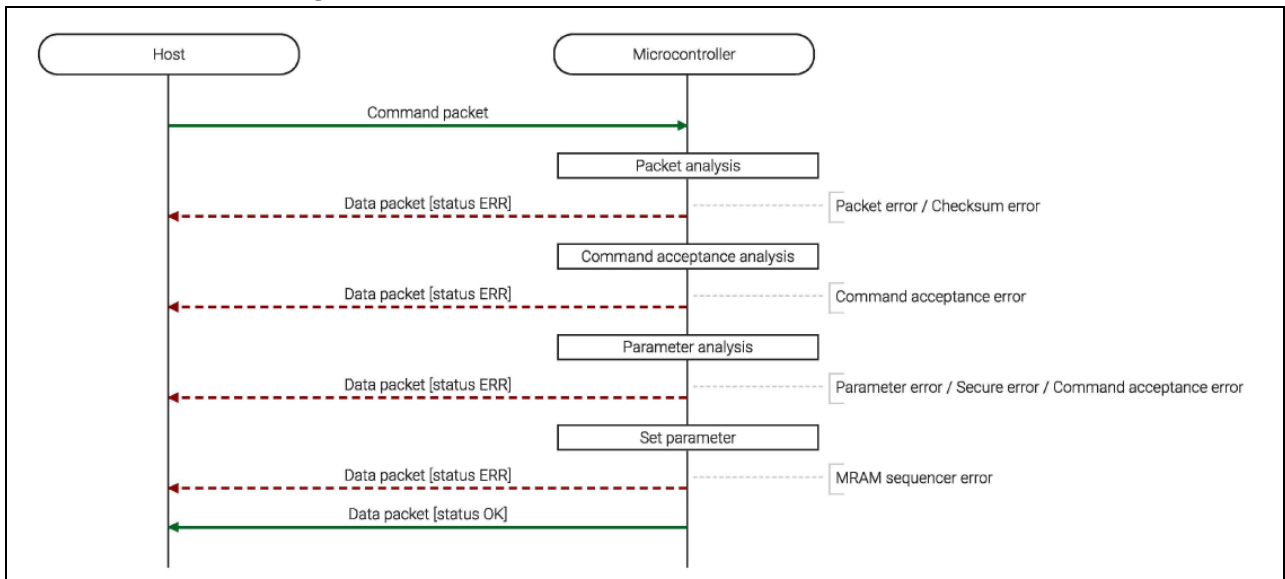 Host
Microcontroller
Command packet
Packet analysis
Data packet [status ERR]
Packet error / Checksum error
Command acceptance analysis
Data packet [status ERR]
Command acceptance error
Parameter analysis
Data packet [status ERR]
Parameter error / Secure error / Command acceptance error
Set parameter
Data packet [status ERR]
MRAM sequencer error
Data packet [status OK]